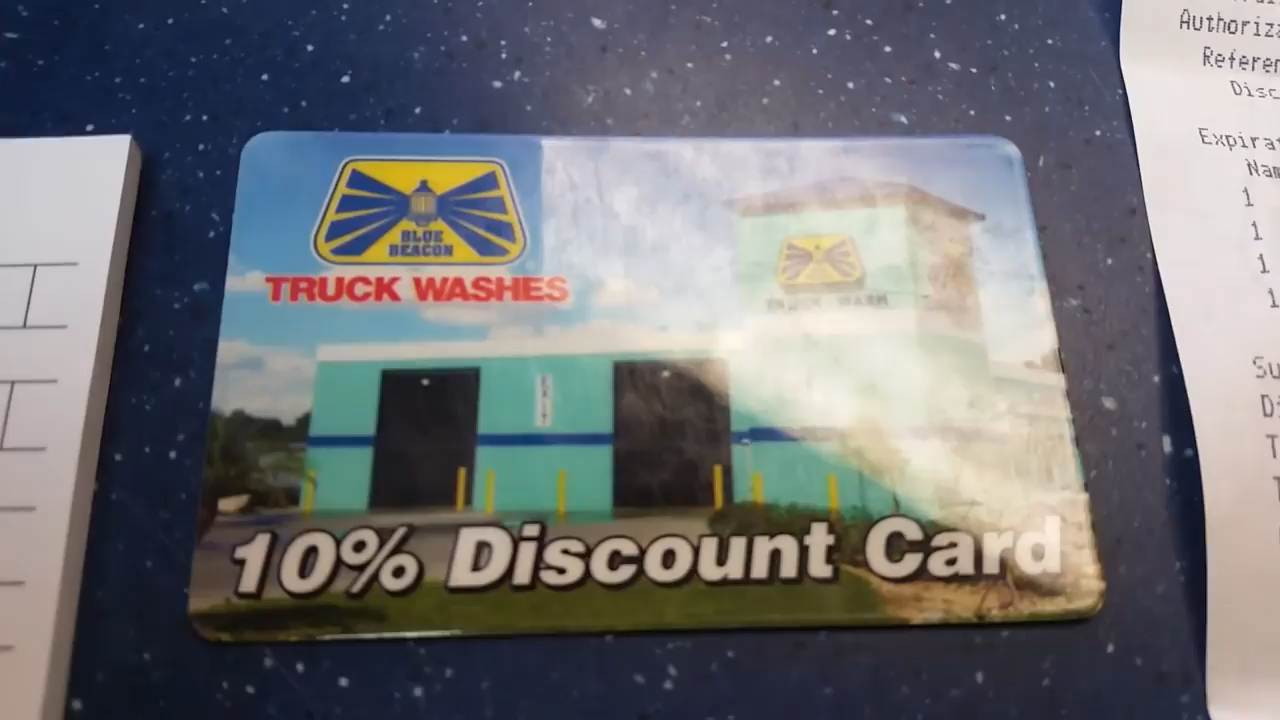 BLUE
BEACON
TRUCK WASHES
TRUCK WASH
EXIT
10% Discount Card
Authoriza
Referen
Disc
Expirat
Nam
1
1
1
1
Su
Di
T